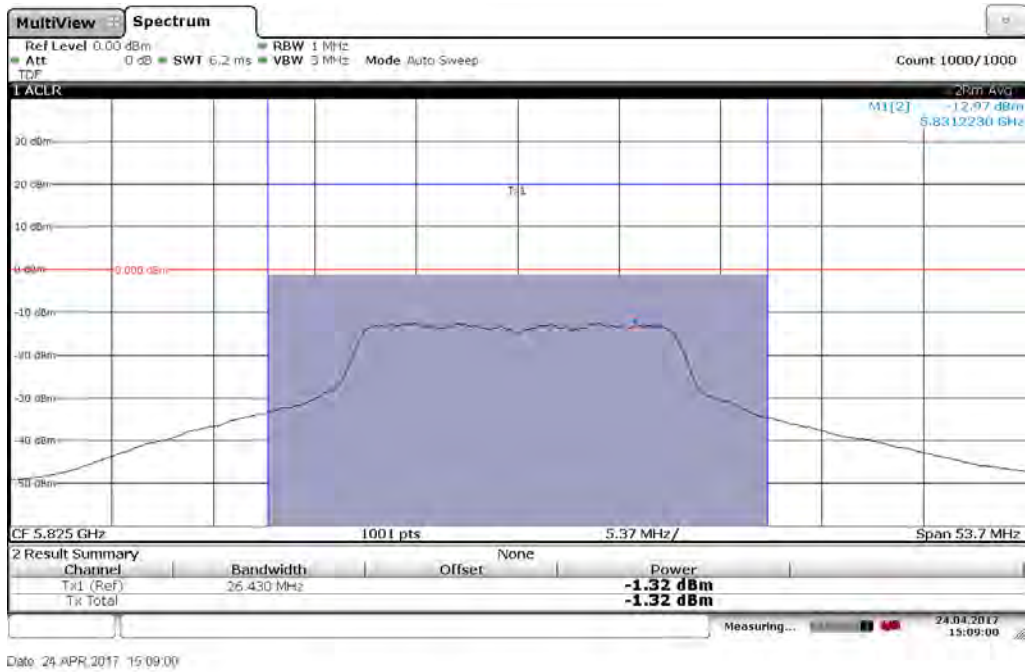 MultiView Spectrum
Ref Level 0.00 dBm RBW 1 MHz
Att 0 dB SWT 6.2 ms VBW 3 MHz Mode Auto Sweep Count 1000/1000
TDF
1 ACLR 2Rm Avg
M1[2] -12.97 dBm
5.8312230 GHz
30 dBm
20 dBm
Tx1
10 dBm
0 dBm 0.000 dBm
-10 dBm
-20 dBm
-30 dBm
-40 dBm
-50 dBm
CF 5.825 GHz 1001 pts 5.37 MHz/ Span 53.7 MHz
2 Result Summary None
Channel Bandwidth Offset Power
Tx1 (Ref) 26.430 MHz -1.32 dBm
Tx Total -1.32 dBm
Measuring... 24.04.2017
15:09:00
Date: 24.APR.2017 15:09:00